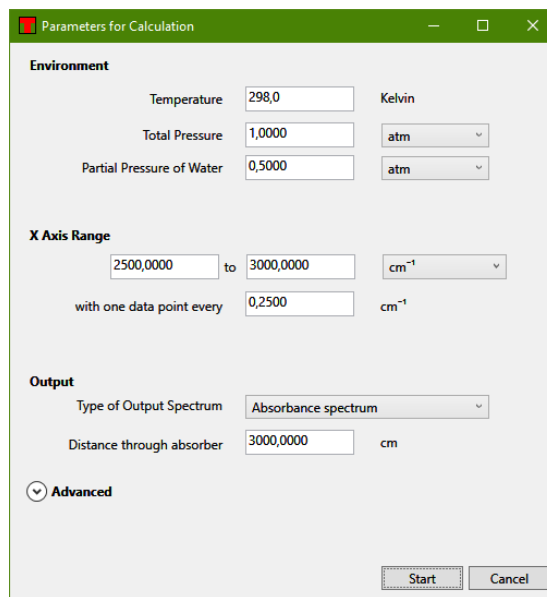 Parameters for Calculation
Environment
Temperature 298,0 Kelvin
Total Pressure 1,0000 atm
Partial Pressure of Water 0,5000 atm
X Axis Range
2500,0000 to 3000,0000 cm⁻¹
with one data point every 0,2500 cm⁻¹
Output
Type of Output Spectrum Absorbance spectrum
Distance through absorber 3000,0000 cm
Advanced
Start Cancel